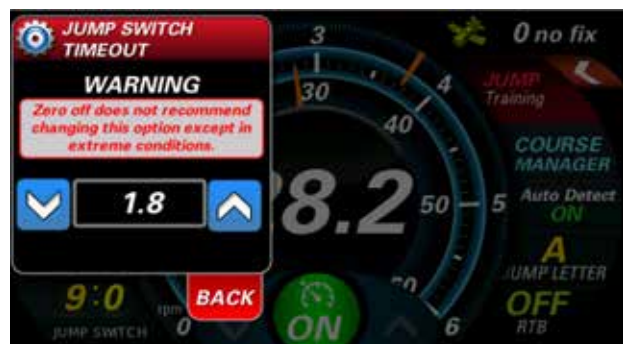 JUMP SWITCH
TIMEOUT
WARNING
Zero off does not recommend
changing this option except in
extreme conditions.
1.8
BACK
3
4
5
6
30
40
50
60
8.2
0 no fix
JUMP
Training
COURSE
MANAGER
Auto Detect
ON
A
JUMP LETTER
OFF
RTB
9:0
JUMP SWITCH
rpm
0
ON